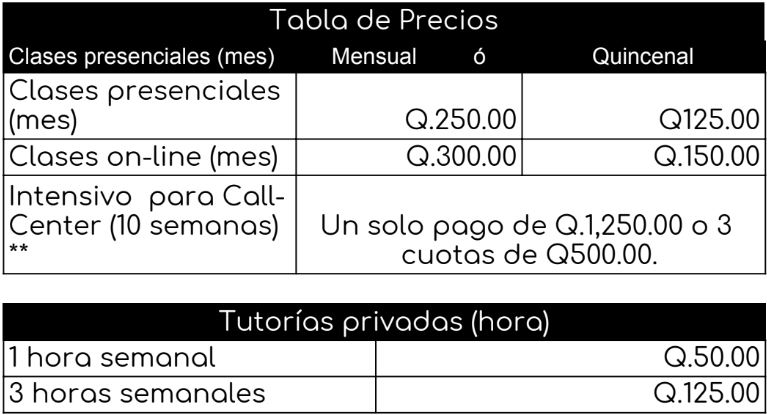 Tabla de Precios
Clases presenciales (mes) Mensual ó Quincenal
Clases presenciales
(mes) Q.250.00 Q125.00
Clases on-line (mes) Q.300.00 Q.150.00
Intensivo para Call-
Center (10 semanas)
**
Un solo pago de Q.1,250.00 o 3
cuotas de Q500.00.
Tutorías privadas (hora)
1 hora semanal Q.50.00
3 horas semanales Q.125.00